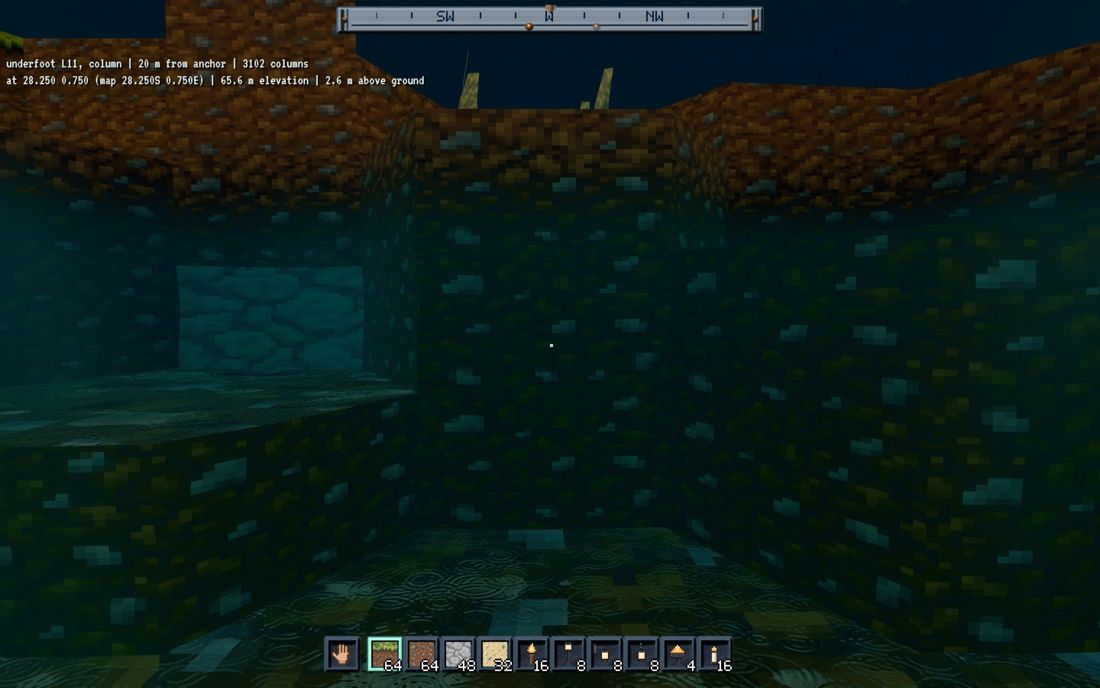 SW W NW
underfoot L11, column | 20 m from anchor | 3102 columns
at 28.250 0.750 (map 28.250S 0.750E) | 65.6 m elevation | 2.6 m above ground
64 64 48 32 16 8 8 8 4 16